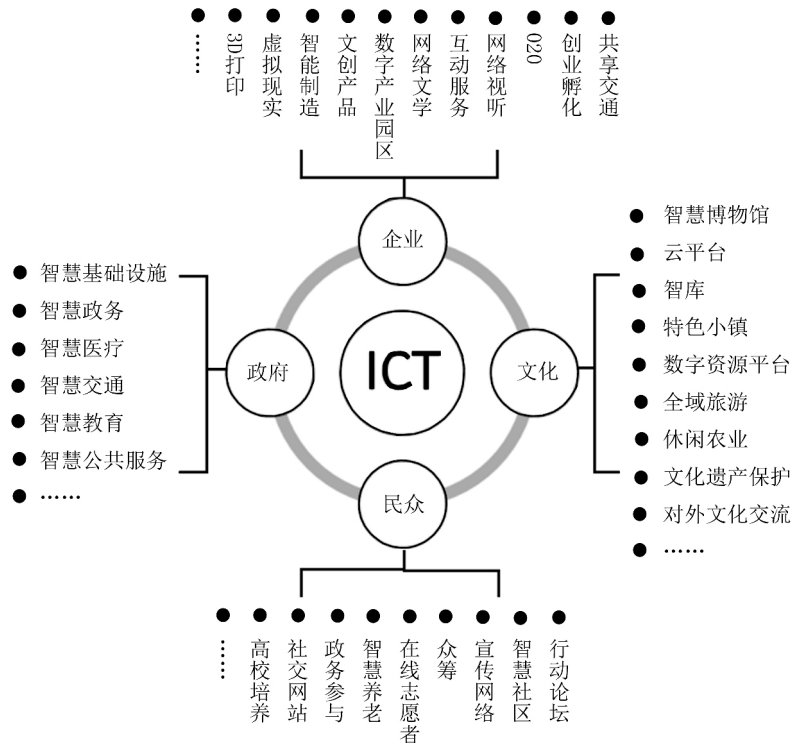 ……
3D打印
虚拟现实
智能制造
文创产品
数字产业园区
网络文学
互动服务
网络视听
O2O
创业孵化
共享交通
企业
智慧基础设施
智慧政务
智慧医疗
智慧交通
智慧教育
智慧公共服务
……
政府
ICT
文化
智慧博物馆
云平台
智库
特色小镇
数字资源平台
全域旅游
休闲农业
文化遗产保护
对外文化交流
……
民众
……
高校培养
社交网站
政务参与
智慧养老
在线志愿者
众筹
宣传网络
智慧社区
行动论坛